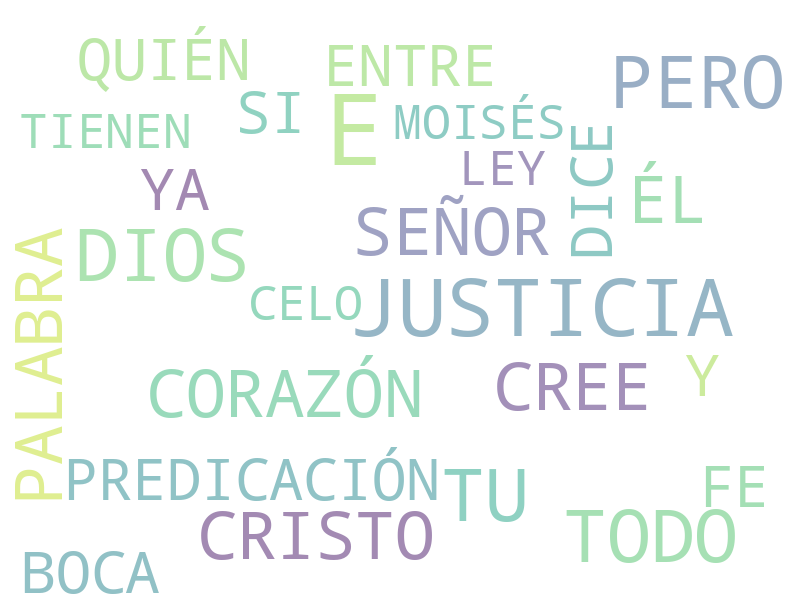 QUIÉN
ENTRE
PERO
TIENEN
SI
E
MOISÉS
DICE
LEY
YA
ÉL
SEÑOR
PALABRA
DIOS
CELO
JUSTICIA
CORAZÓN
CREE
Y
PREDICACIÓN
TU
FE
CRISTO
TODO
BOCA